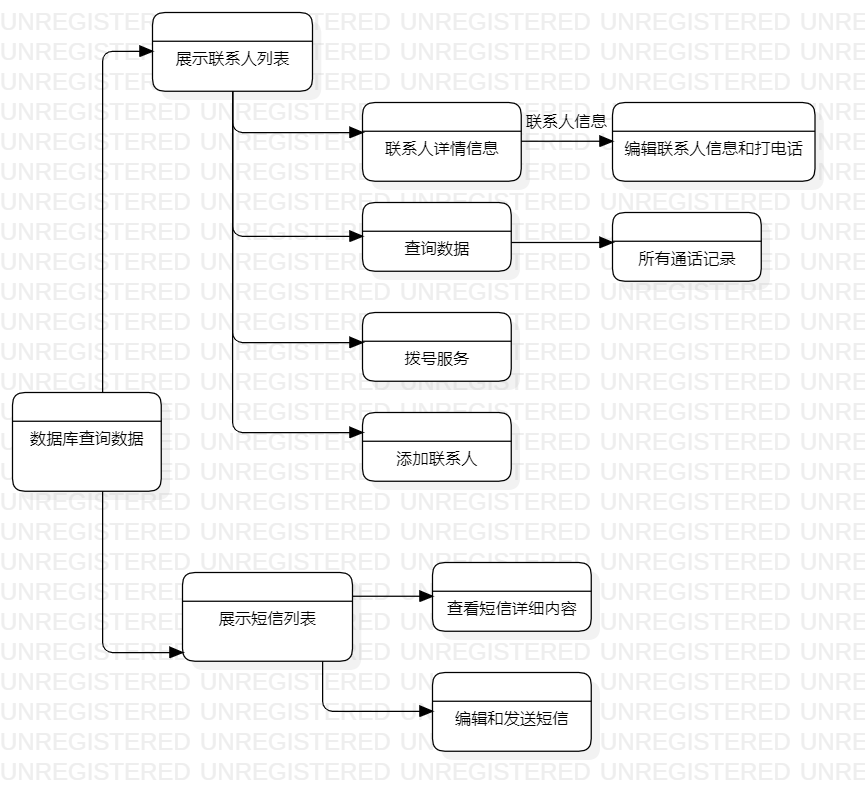 展示联系人列表
联系人详情信息
联系人信息
编辑联系人信息和打电话
查询数据
所有通话记录
拨号服务
数据库查询数据
添加联系人
展示短信列表
查看短信详细内容
编辑和发送短信
UNREGISTERED